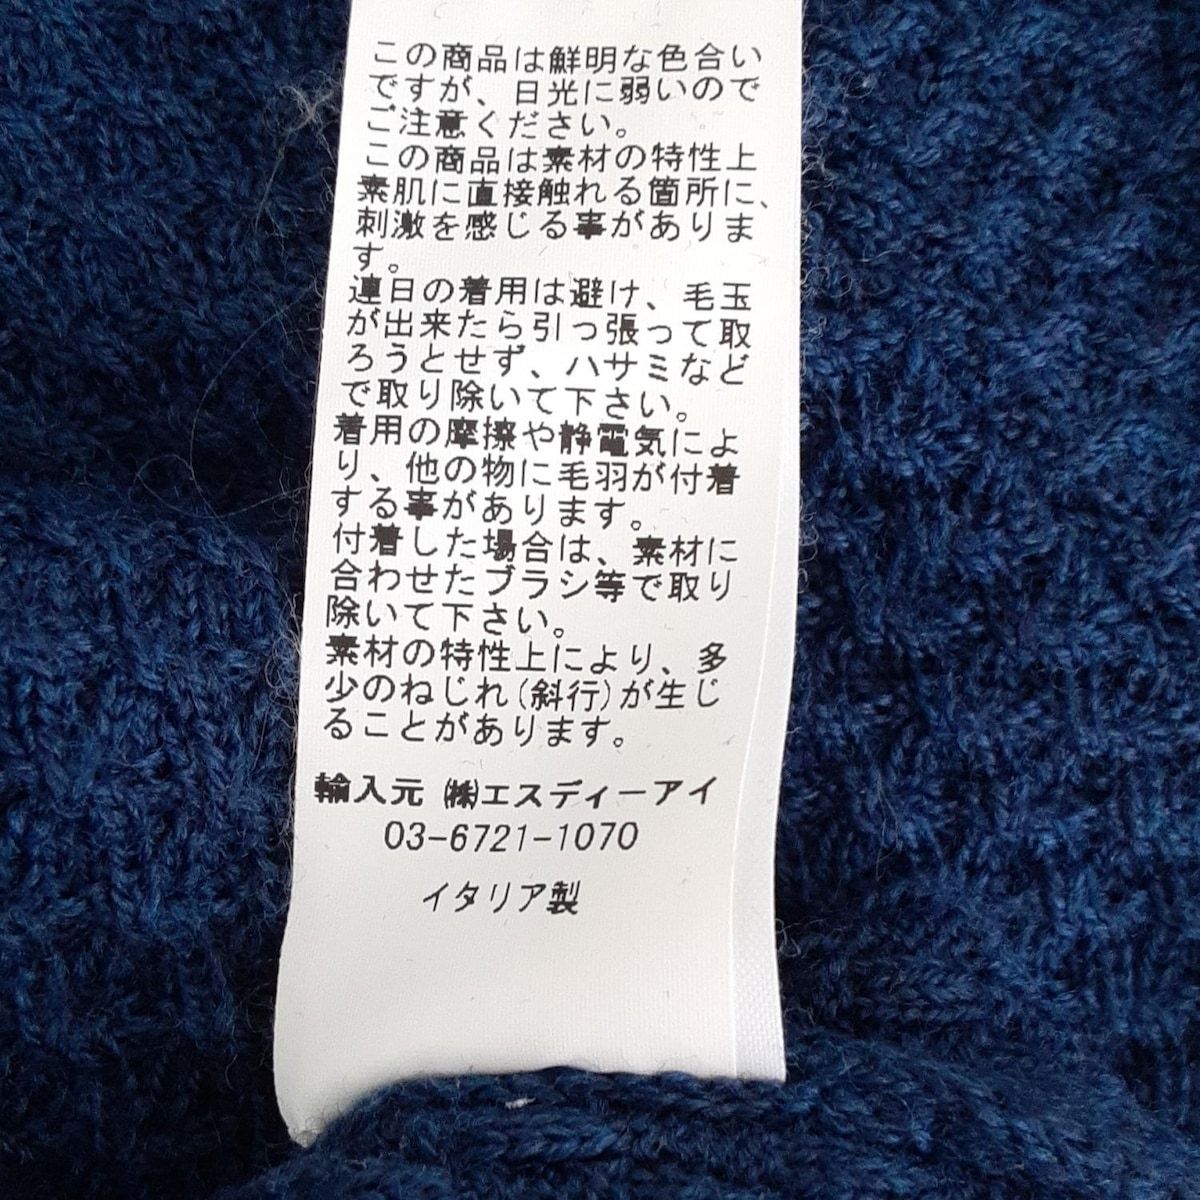 この商品は鮮明な色合い
ですが、日光に弱いので
ご注意ください。
この商品は素材の特性上
素肌に直接触れる箇所に、
刺激を感じる事がありま
す。
連日の着用は避け、毛玉
が出来たら引っ張って取
ろうとせず、ハサミなど
で取り除いて下さい。
着用の摩擦や静電気によ
り、他の物に毛羽が付着
する事があります。
付着した場合は、素材に
合わせたブラシ等で取り
除いて下さい。
素材の特性上により、多
少のねじれ(斜行)が生じ
ることがあります。
輸入元 ㈱エスディーアイ
03-6721-1070
イタリア製